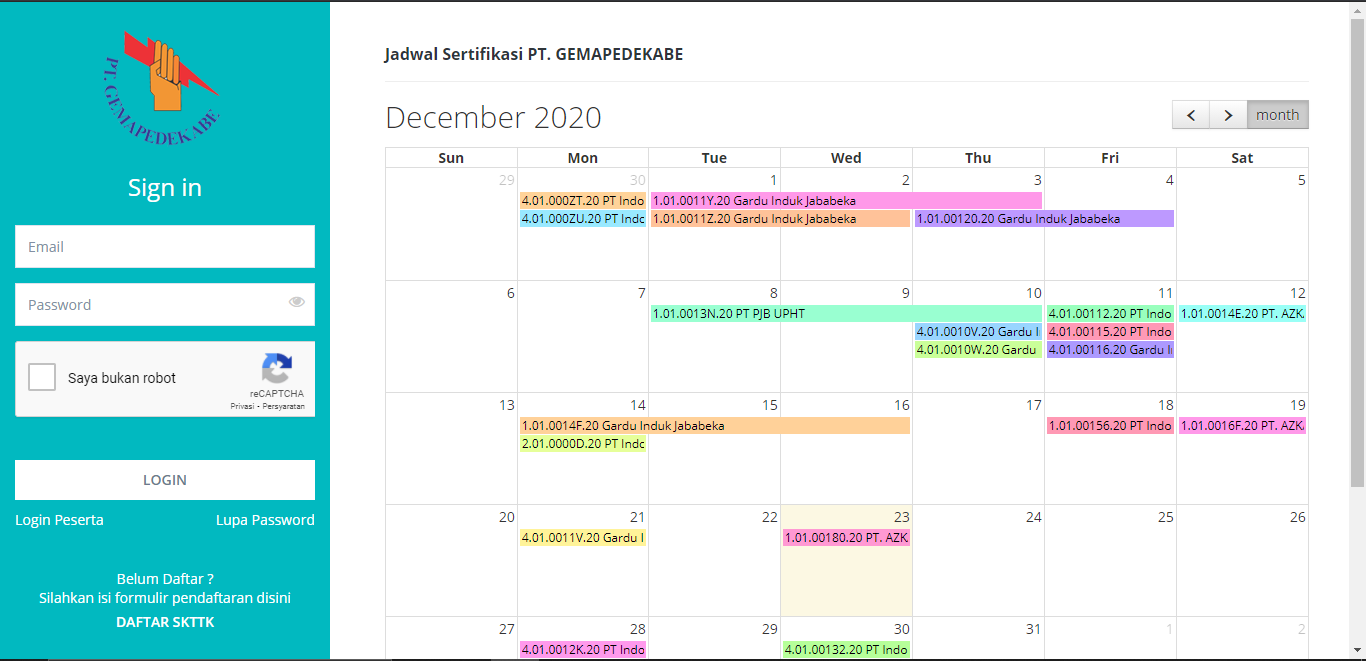 PT. GEMAPEDEKABE
Sign in
Email
Password
Saya bukan robot
reCAPTCHA
Privasi - Persyaratan
LOGIN
Login Peserta Lupa Password
Belum Daftar ?
Silahkan isi formulir pendaftaran disini
DAFTAR SKTTK
Jadwal Sertifikasi PT. GEMAPEDEKABE
December 2020
month
Sun Mon Tue Wed Thu Fri Sat
29 30 1 2 3 4 5
4.01.000ZT.20 PT Indo 1.01.0011Y.20 Gardu Induk Jababeka
4.01.000ZU.20 PT Indo 1.01.0011Z.20 Gardu Induk Jababeka 1.01.00120.20 Gardu Induk Jababeka
6 7 8 9 10 11 12
1.01.0013N.20 PT PJB UPHT 4.01.00112.20 PT Indo 1.01.0014E.20 PT. AZK
4.01.0010V.20 Gardu I 4.01.00115.20 PT Indo
4.01.0010W.20 Gardu 4.01.00116.20 Gardu I
13 14 15 16 17 18 19
1.01.0014F.20 Gardu Induk Jababeka 1.01.00156.20 PT Indo 1.01.0016F.20 PT. AZK
2.01.0000D.20 PT Indo
20 21 22 23 24 25 26
4.01.0011V.20 Gardu I 1.01.00180.20 PT. AZK
27 28 29 30 31 1 2
4.01.0012K.20 PT Indo 4.01.00132.20 PT Indo